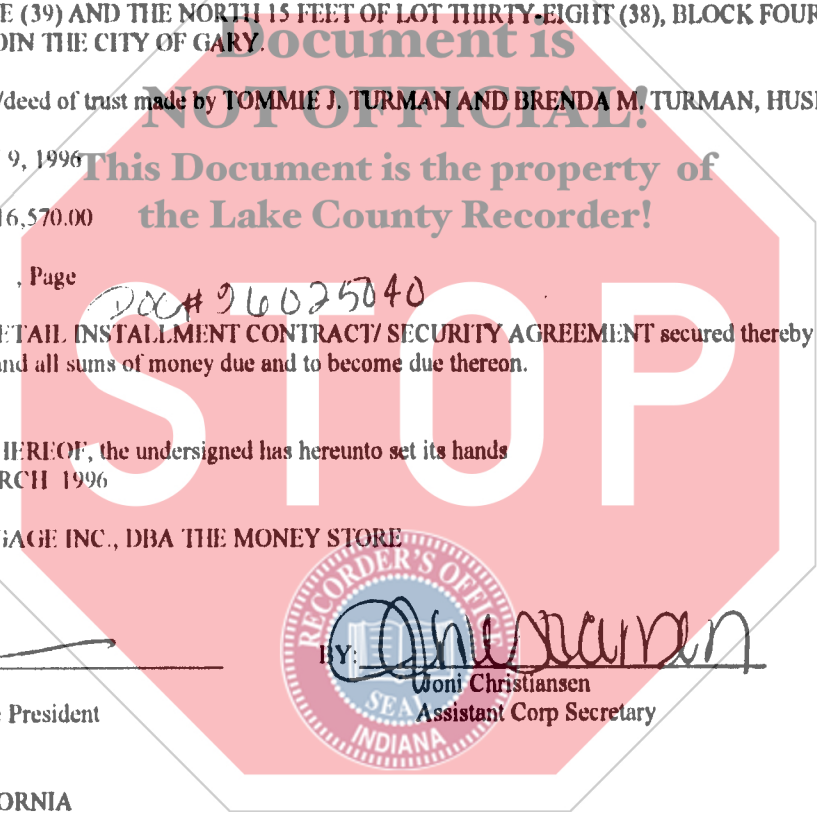 E (39) AND THE NORTH 15 FEET OF LOT THIRTY-EIGHT (38), BLOCK FOUR
IN THE CITY OF GARY.
Document is
/deed of trust made by TOMMIE J. TURMAN AND BRENDA M. TURMAN, HUS
NOT OFFICIAL!
9, 1996
This Document is the property of
6,570.00
the Lake County Recorder!
, Page
DOC# 96025040
ETAIL INSTALLMENT CONTRACT/ SECURITY AGREEMENT secured thereby
and all sums of money due and to become due thereon.
STOP
HEREOF, the undersigned has hereunto set its hands
RCH 1996
GAGE INC., DBA THE MONEY STORE
RECORDER'S OFFICE
SEAL
INDIANA
BY:
Joni Christiansen
President
Assistant Corp Secretary
ORNIA